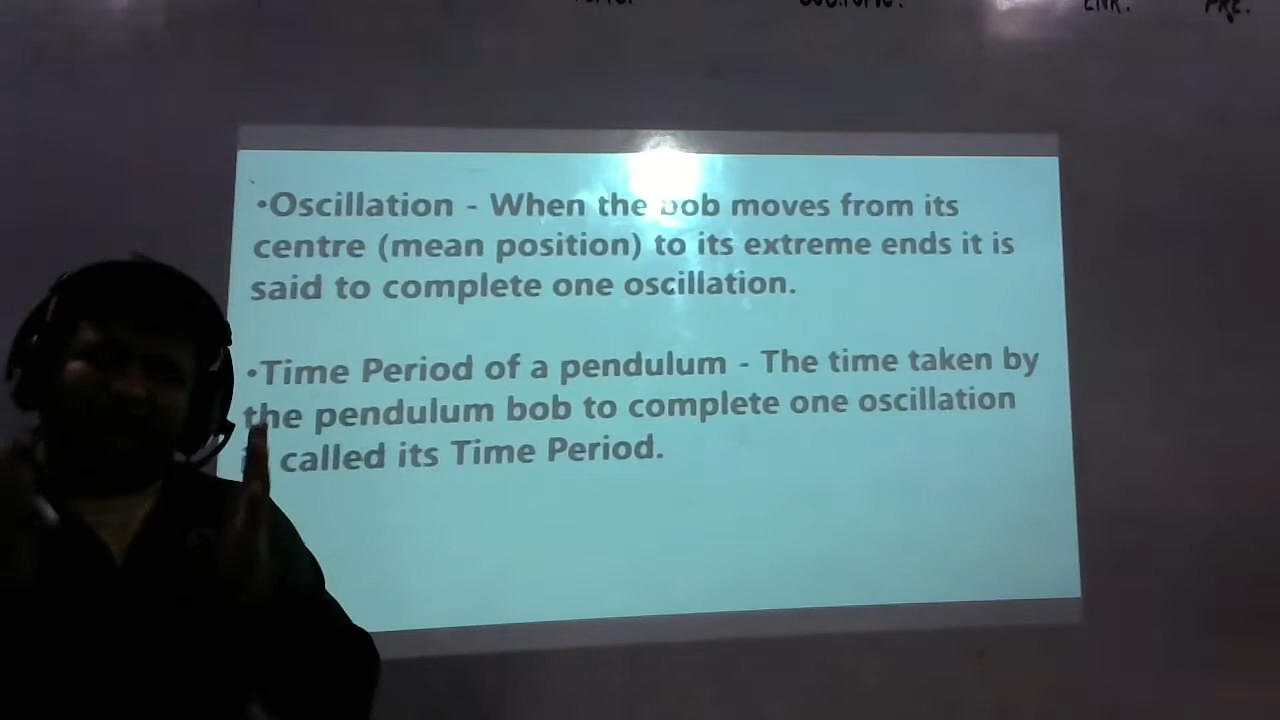 ENR. PRE.
•Oscillation - When the bob moves from its
centre (mean position) to its extreme ends it is
said to complete one oscillation.
•Time Period of a pendulum - The time taken by
the pendulum bob to complete one oscillation
called its Time Period.